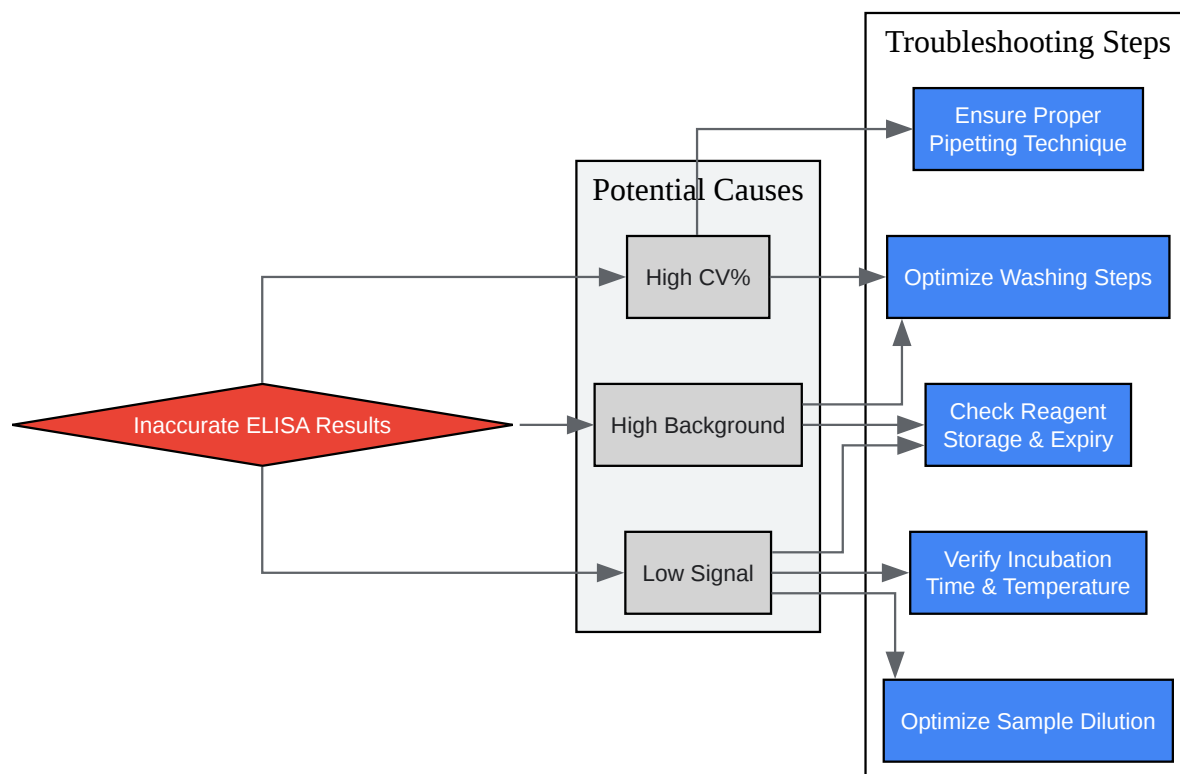 Troubleshooting Steps
Ensure Proper
Pipetting Technique
Potential Causes
High CV%
Optimize Washing Steps
Inaccurate ELISA Results
High Background
Check Reagent
Storage & Expiry
Low Signal
Verify Incubation
Time & Temperature
Optimize Sample Dilution